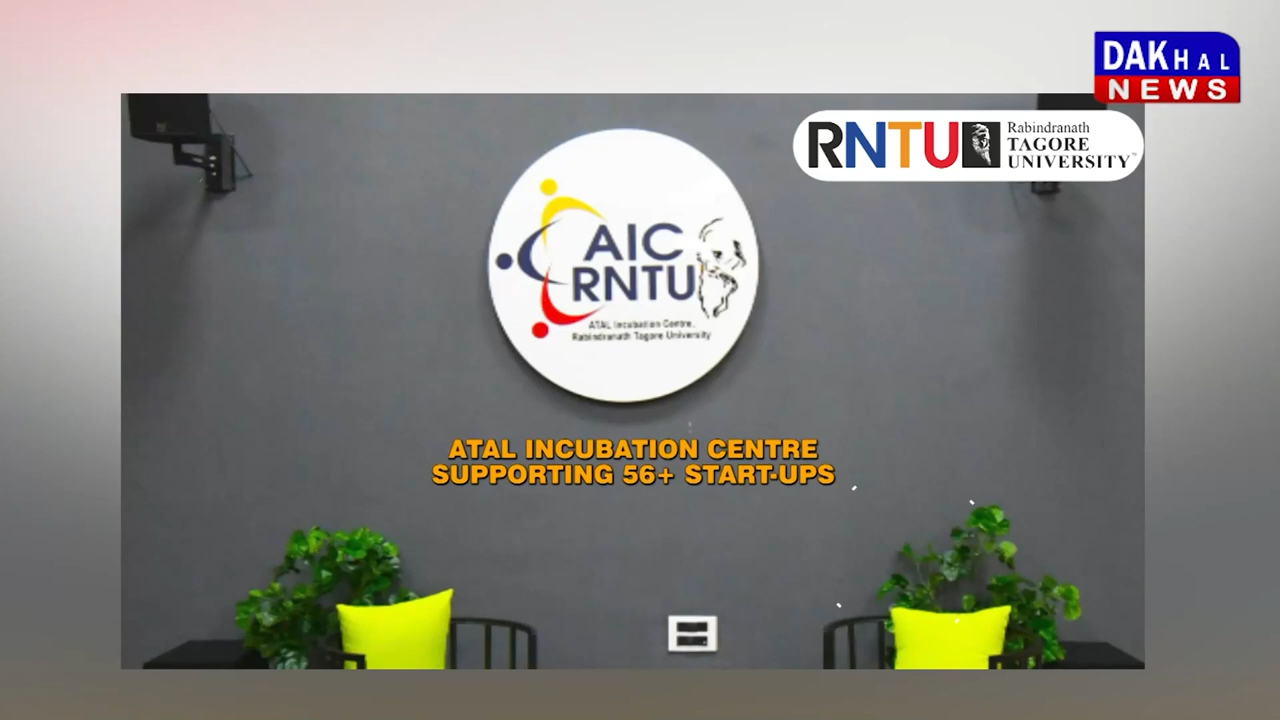 DAKHAL
NEWS
RNTU
Rabindranath
TAGORE
UNIVERSITY
AIC
RNTU
ATAL Incubation Centre,
Rabindranath Tagore University
ATAL INCUBATION CENTRE
SUPPORTING 56+ START-UPS